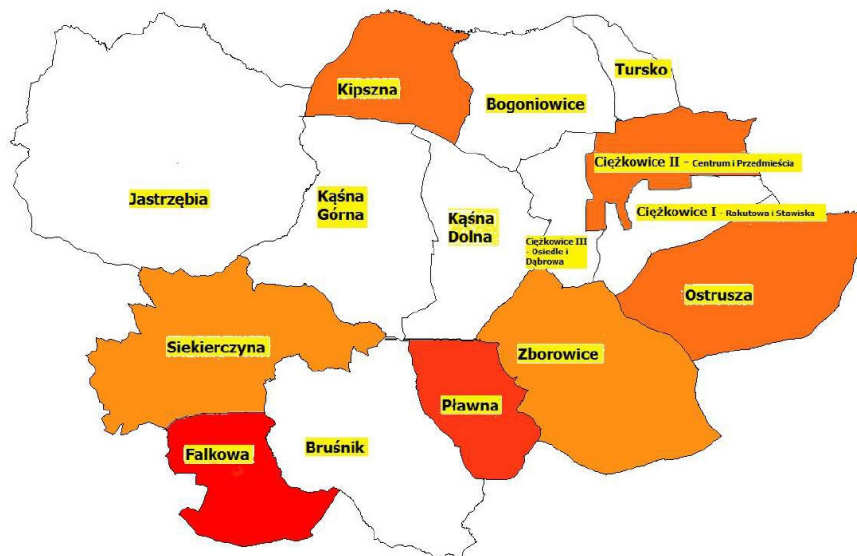 Tursko
Kipszna
Bogoniowice
Ciężkowice II - Centrum i Przedmieścia
Jastrzębia
Kąśna
Górna
Kąśna
Dolna
Ciężkowice I - Rakutowa i Stawiska
Ciężkowice III
- Osiedle i
Dąbrowa
Ostrusza
Siekierczyna
Zborowice
Pławna
Falkowa
Bruśnik